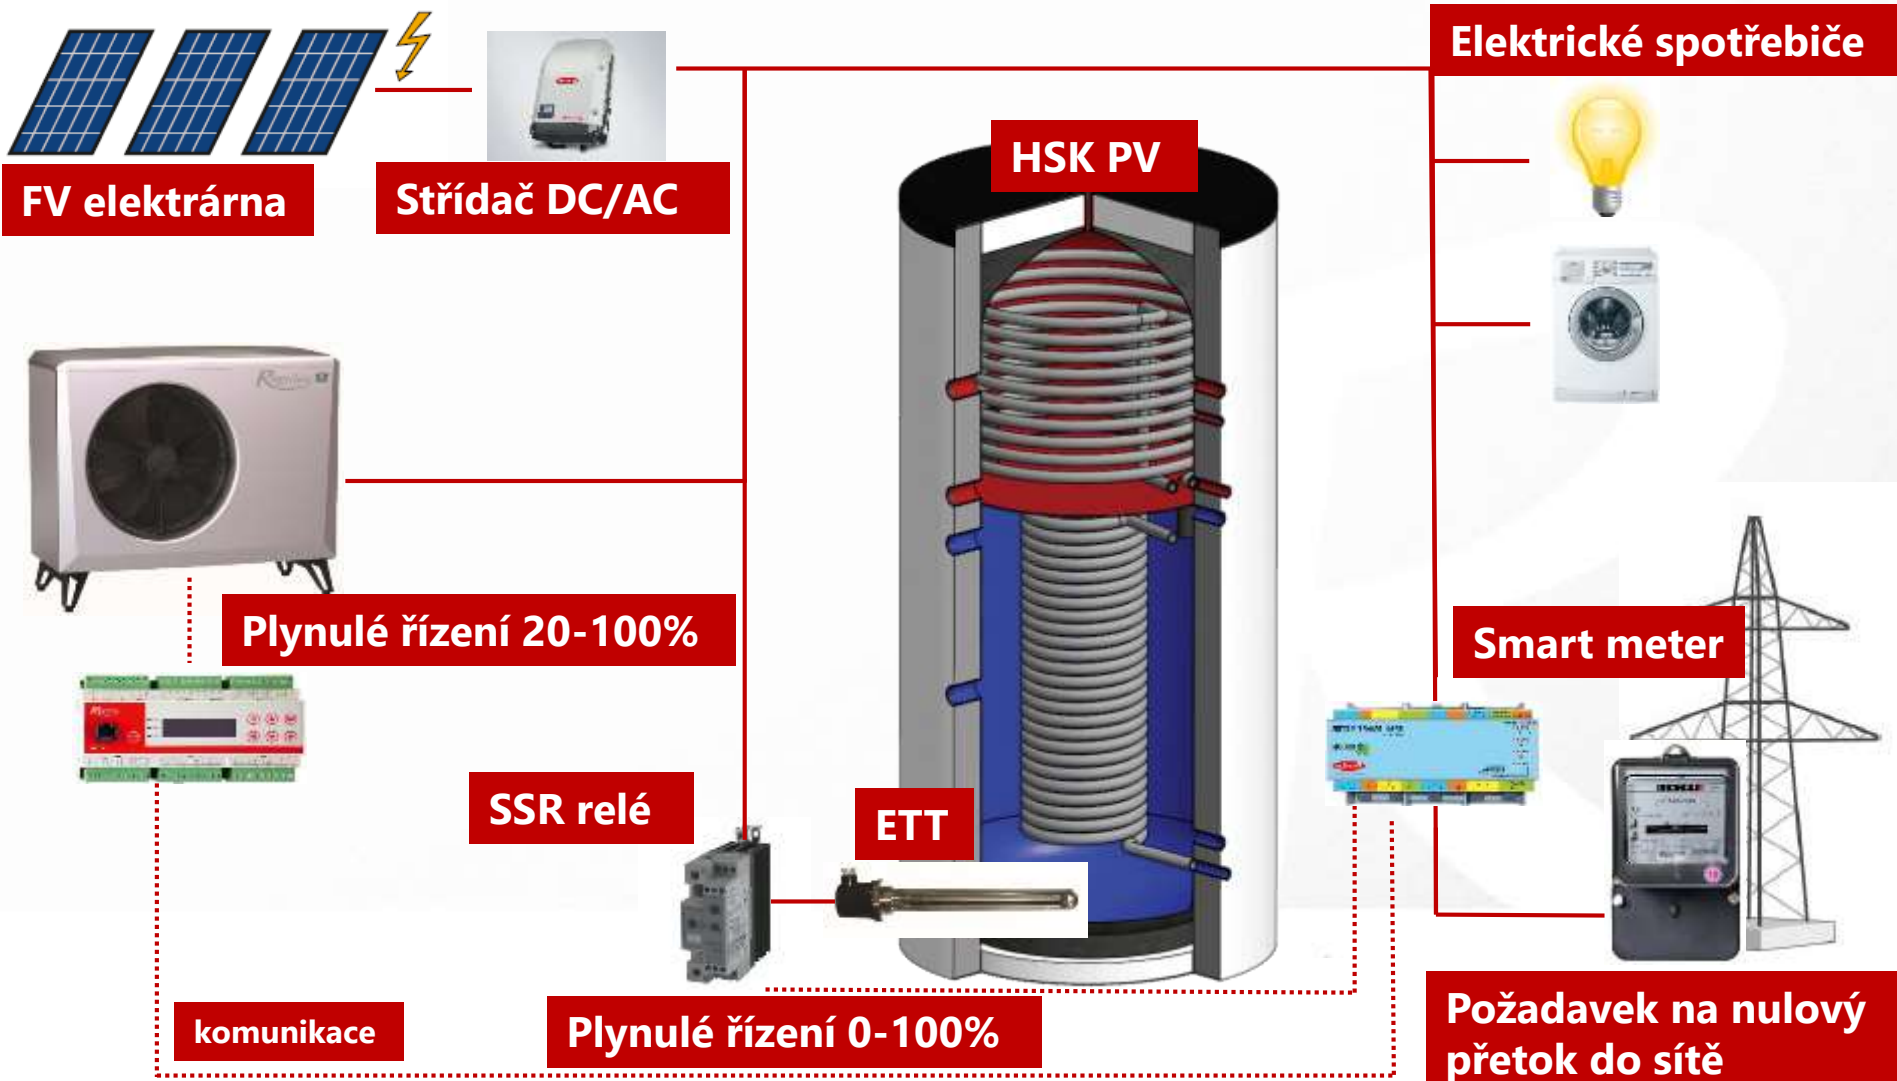 Elektrické spotřebiče
HSK PV
FV elektrárna
Střídač DC/AC
Plynulé řízení 20-100%
Smart meter
SSR relé
ETT
komunikace
Plynulé řízení 0-100%
Požadavek na nulový
přetok do sítě